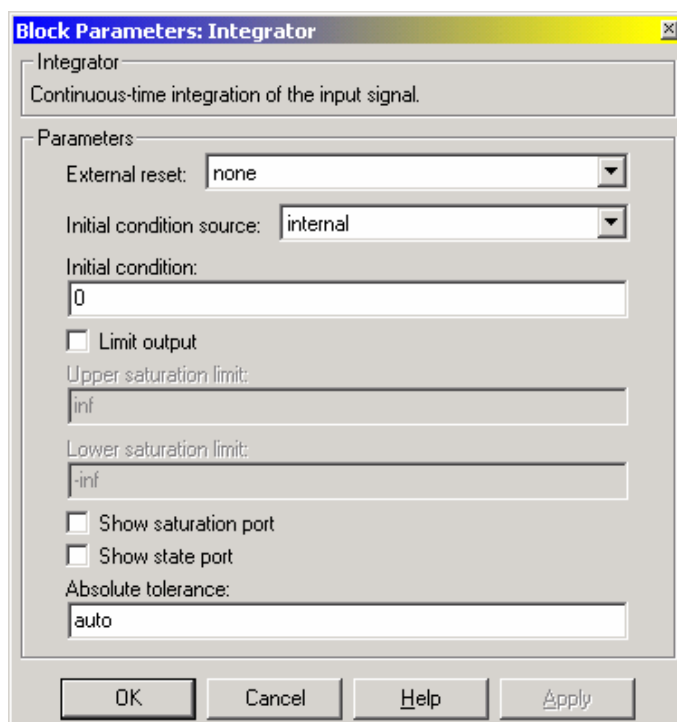 Block Parameters: Integrator
Integrator
Continuous-time integration of the input signal.
Parameters
External reset: none
Initial condition source: internal
Initial condition:
0
Limit output
Upper saturation limit:
inf
Lower saturation limit:
-inf
Show saturation port
Show state port
Absolute tolerance:
auto
OK Cancel Help Apply